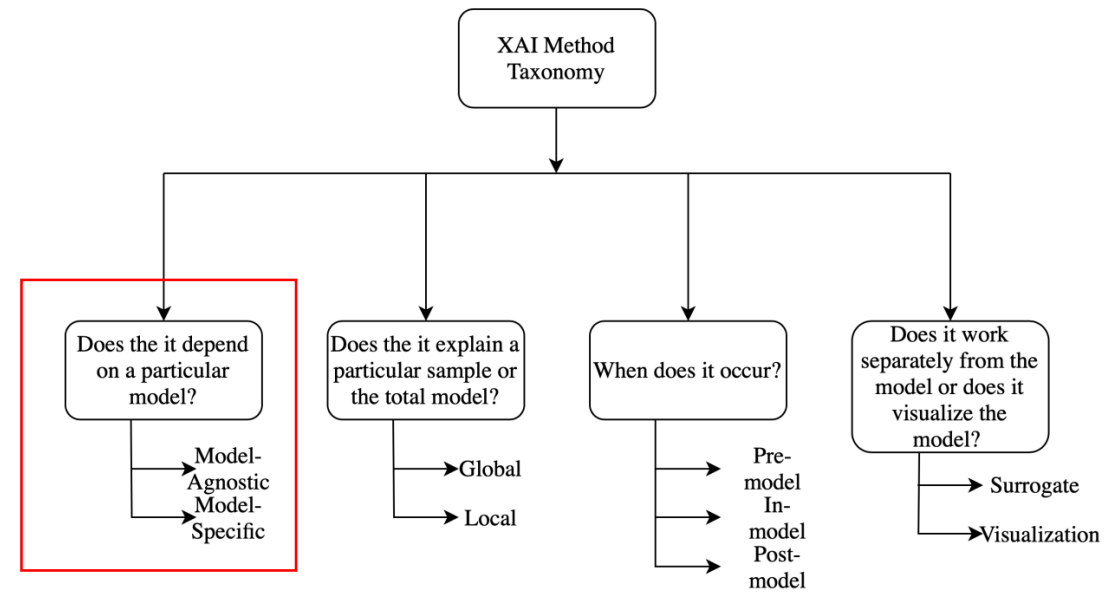 XAI Method
Taxonomy
Does the it depend
on a particular
model?
Model-
Agnostic
Model-
Specific
Does the it explain a
particular sample or
the total model?
Global
Local
When does it occur?
Pre-
model
In-
model
Post-
model
Does it work
separately from the
model or does it
visualize the
model?
Surrogate
Visualization